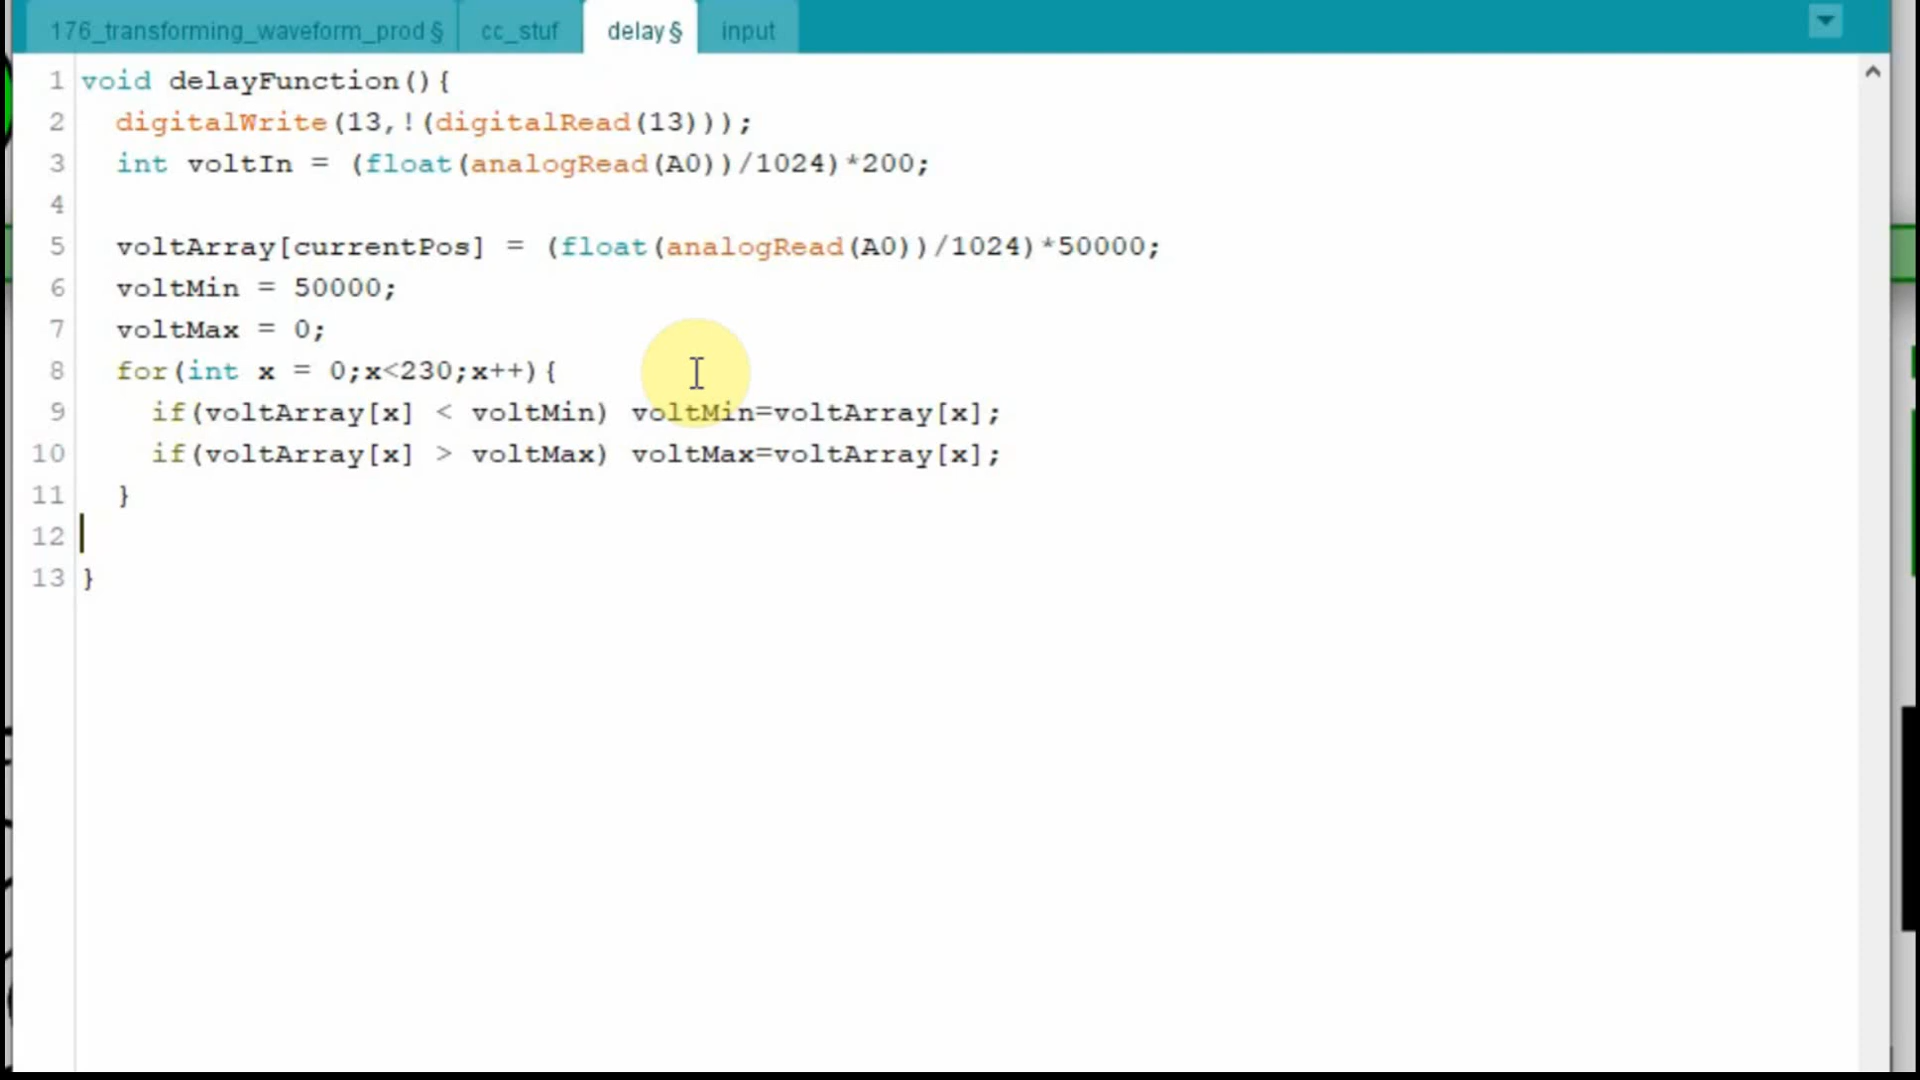 176_transforming_waveform_prod § cc_stuf delay § input
1 void delayFunction(){
2 digitalWrite(13,!(digitalRead(13)));
3 int voltIn = (float(analogRead(A0))/1024)*200;
4
5 voltArray[currentPos] = (float(analogRead(A0))/1024)*50000;
6 voltMin = 50000;
7 voltMax = 0;
8 for(int x = 0;x<230;x++){
9 if(voltArray[x] < voltMin) voltMin=voltArray[x];
10 if(voltArray[x] > voltMax) voltMax=voltArray[x];
11 }
12
13 }